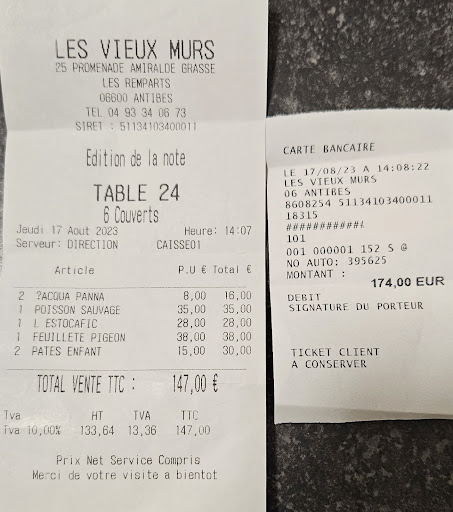 LES VIEUX MURS
25 PROMENADE AMIRALDE GRASSE
LES REMPARTS
06600 ANTIBES
TEL 04 93 34 06 73
SIRET : 51134103400011
Edition de la note
TABLE 24
6 Couverts
Jeudi 17 Aout 2023 Heure: 14:07
Serveur: DIRECTION CAISSE01
Article P.U € Total €
2 ?ACQUA PANNA 8,00 16,00
1 POISSON SAUVAGE 35,00 35,00
1 L ESTOCAFIC 28,00 28,00
1 FEUILLETE PIGEON 38,00 38,00
2 PATES ENFANT 15,00 30,00
TOTAL VENTE TTC : 147,00 €
Tva HT TVA TTC
Tva 10,00% 133,64 13,36 147,00
Prix Net Service Compris
Merci de votre visite a bientot
CARTE BANCAIRE
LE 17/08/23 A 14:08:22
LES VIEUX MURS
06 ANTIBES
8608254 51134103400011
18315
101
001 000001 152 S @
NO AUTO: 395625
MONTANT :
174,00 EUR
DEBIT
SIGNATURE DU PORTEUR
TICKET CLIENT
A CONSERVER